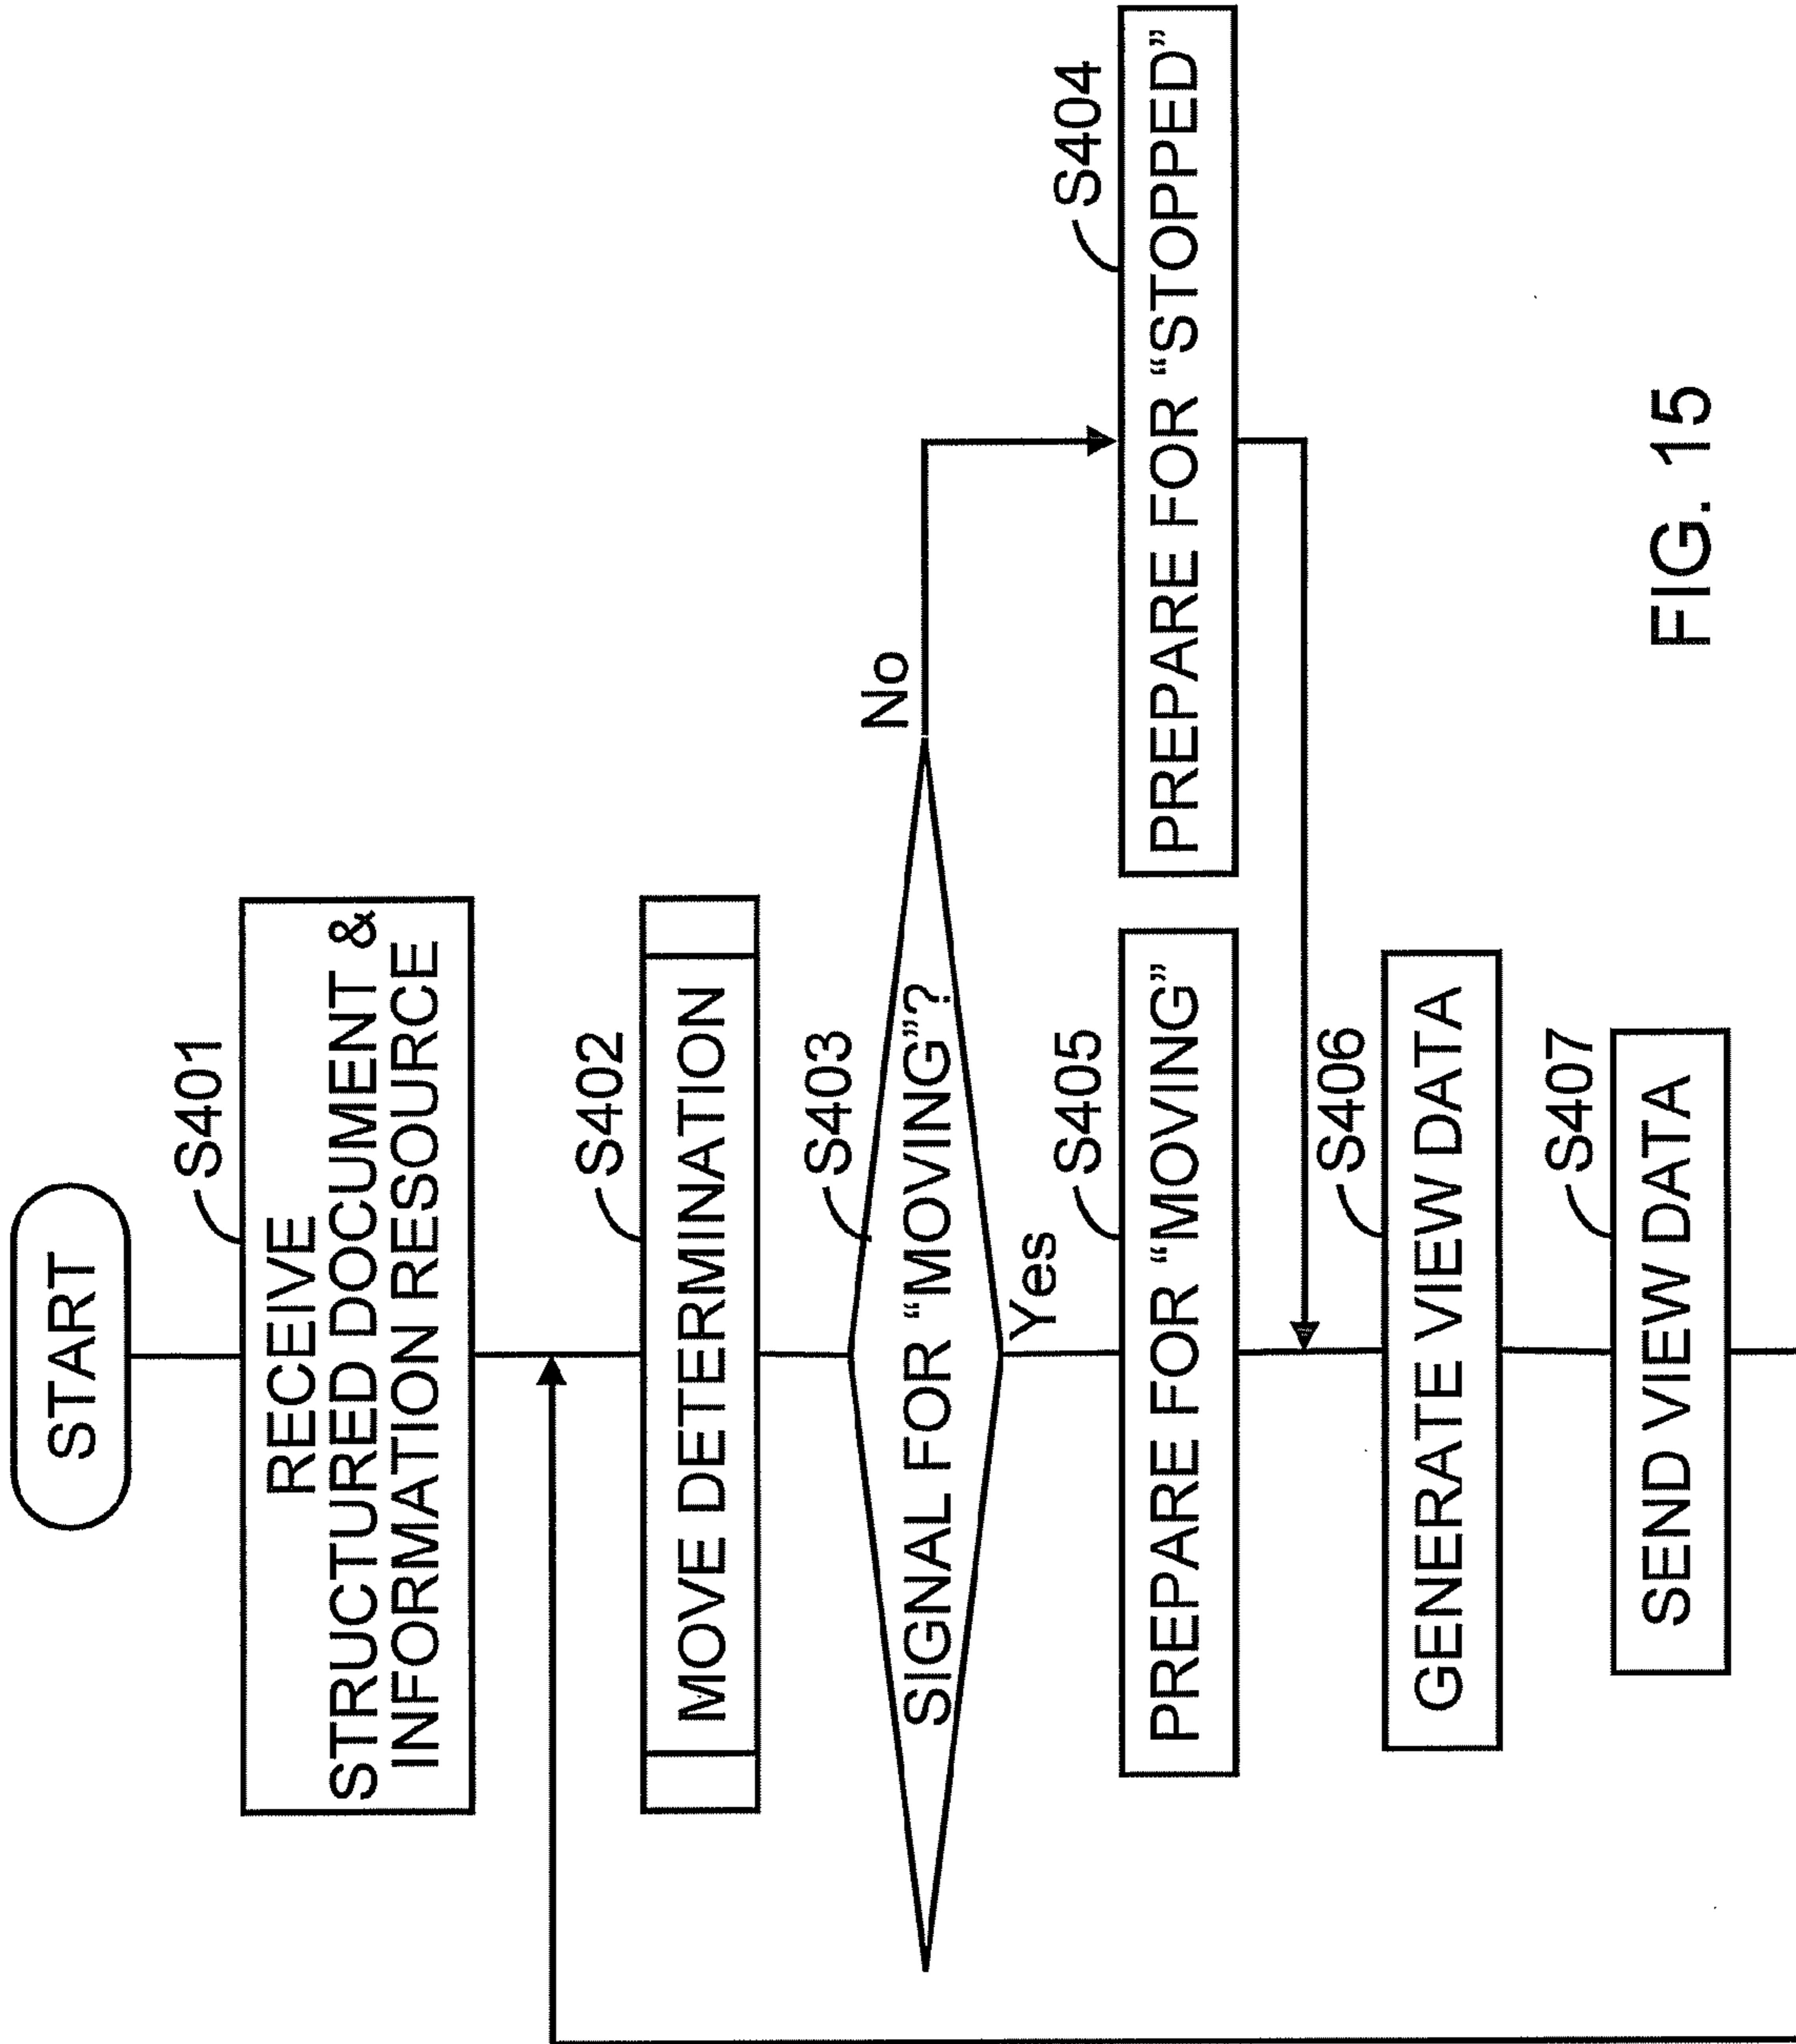 START
S401
RECEIVE
STRUCTURED DOCUMENT &
INFORMATION RESOURCE
S402
MOVE DETERMINATION
S403
SIGNAL FOR “MOVING”?
No
Yes
S404
PREPARE FOR “STOPPED”
S405
PREPARE FOR “MOVING”
S406
GENERATE VIEW DATA
S407
SEND VIEW DATA
FIG. 15